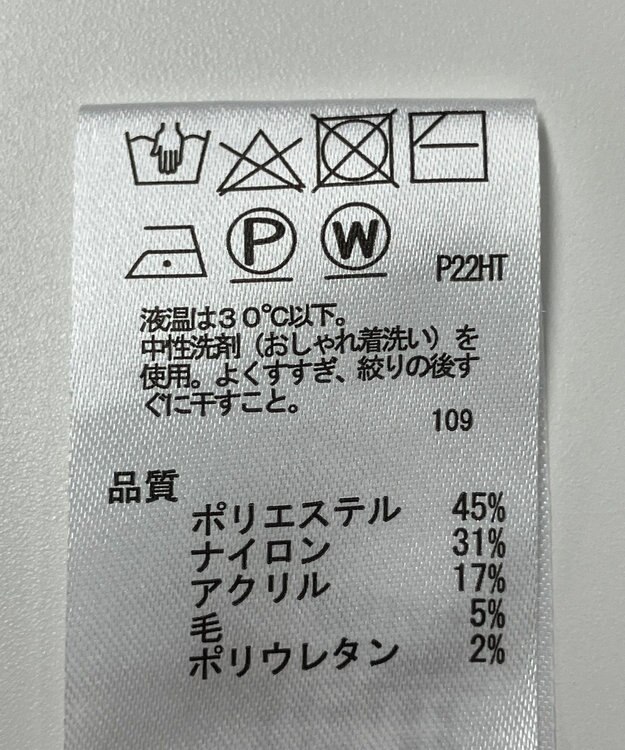 P W
P22HT
液温は30℃以下。
中性洗剤（おしゃれ着洗い）を
使用。よくすすぎ、絞りの後す
ぐに干すこと。
109
品質
ポリエステル 45%
ナイロン 31%
アクリル 17%
毛 5%
ポリウレタン 2%